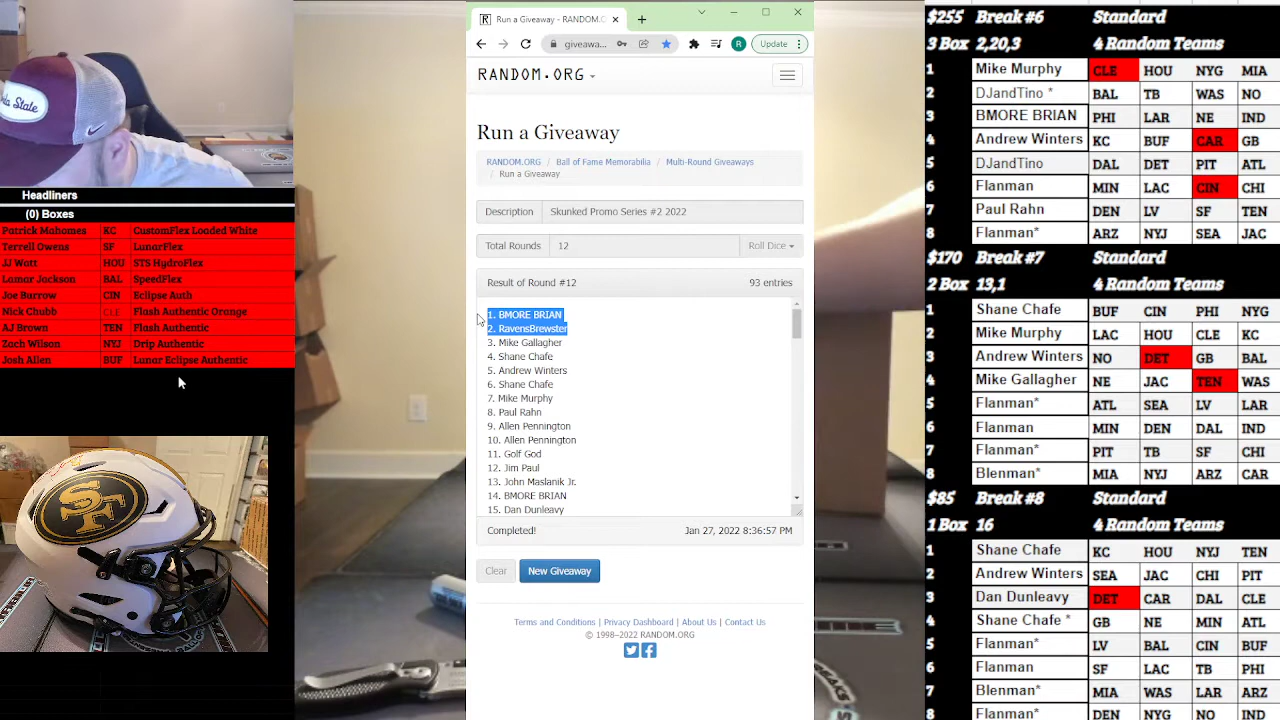 Headliners
(0) Boxes
Patrick Mahomes KC CustomFlex Loaded White
Terrell Owens SF LunarFlex
JJ Watt HOU STS HydroFlex
Lamar Jackson BAL SpeedFlex
Joe Burrow CIN Eclipse Auth
Nick Chubb CLE Flash Authentic Orange
AJ Brown TEN Flash Authentic
Zach Wilson NYJ Drip Authentic
Josh Allen BUF Lunar Eclipse Authentic
SF
Run a Giveaway - RANDOM.C
giveawa
R
Update
RANDOM.ORG
Run a Giveaway
RANDOM.ORG / Ball of Fame Memorabilia / Multi-Round Giveaways
/ Run a Giveaway
Description Skunked Promo Series #2 2022
Total Rounds 12 Roll Dice
Result of Round #12 93 entries
1. BMORE BRIAN
2. RavensBrewster
3. Mike Gallagher
4. Shane Chafe
5. Andrew Winters
6. Shane Chafe
7. Mike Murphy
8. Paul Rahn
9. Allen Pennington
10. Allen Pennington
11. Golf God
12. Jim Paul
13. John Maslanik Jr.
14. BMORE BRIAN
15. Dan Dunleavy
Completed! Jan 27, 2022 8:36:57 PM
Clear New Giveaway
Terms and Conditions | Privacy Dashboard | About Us | Contact Us
© 1998–2022 RANDOM.ORG
$255 Break #6 Standard
3 Box 2,20,3 4 Random Teams
1 Mike Murphy CLE HOU NYG MIA
2 DJandTino * BAL TB WAS NO
3 BMORE BRIAN PHI LAR NE IND
4 Andrew Winters KC BUF CAR GB
5 DJandTino DAL DET PIT ATL
6 Flanman MIN LAC CIN CHI
7 Paul Rahn DEN LV SF TEN
8 Flanman* ARZ NYJ SEA JAC
$170 Break #7 Standard
2 Box 13,1 4 Random Teams
1 Shane Chafe BUF CIN PHI NYG
2 Mike Murphy LAC HOU CLE KC
3 Andrew Winters NO DET GB BAL
4 Mike Gallagher NE JAC TEN WAS
5 Flanman* ATL SEA LV LAR
6 Flanman MIN DEN DAL IND
7 Flanman* PIT TB SF CHI
8 Blenman* MIA NYJ ARZ CAR
$85 Break #8 Standard
1 Box 16 4 Random Teams
1 Shane Chafe KC HOU NYJ TEN
2 Andrew Winters SEA JAC CHI PIT
3 Dan Dunleavy DET CAR DAL CLE
4 Shane Chafe * GB NE MIN ATL
5 Flanman* LV BAL CIN BUF
6 Flanman SF LAC TB PHI
7 Blenman* MIA WAS LAR ARZ
8 Flanman* DEN NYG NO IND